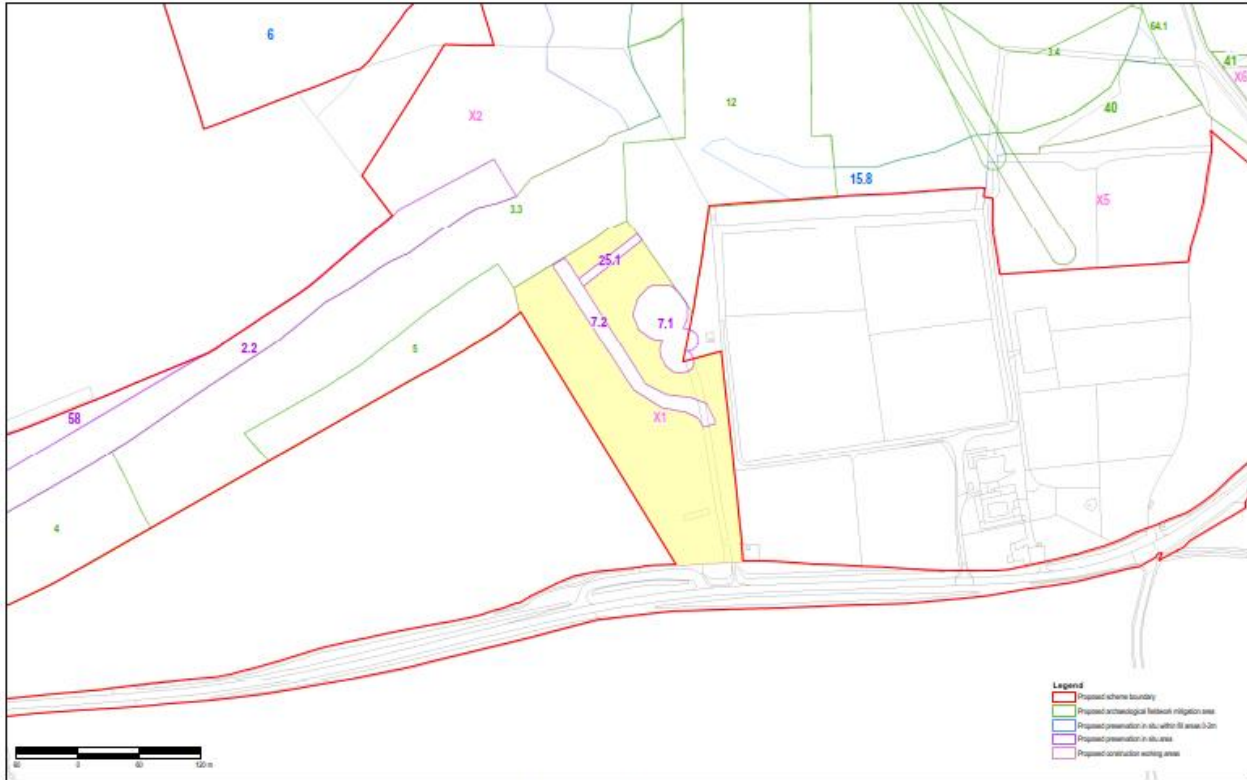 6
64.1
3.4
41
X6
X2
12
40
15.8
X5
3.3
25.1
7.2
7.1
2.2
5
X1
58
4
Legend
Proposed scheme boundary
Proposed archaeological fieldwork mitigation area
Proposed preservation in situ within fill areas 0-2m
Proposed preservation in situ area
Proposed construction working areas
60 0 60 120 m